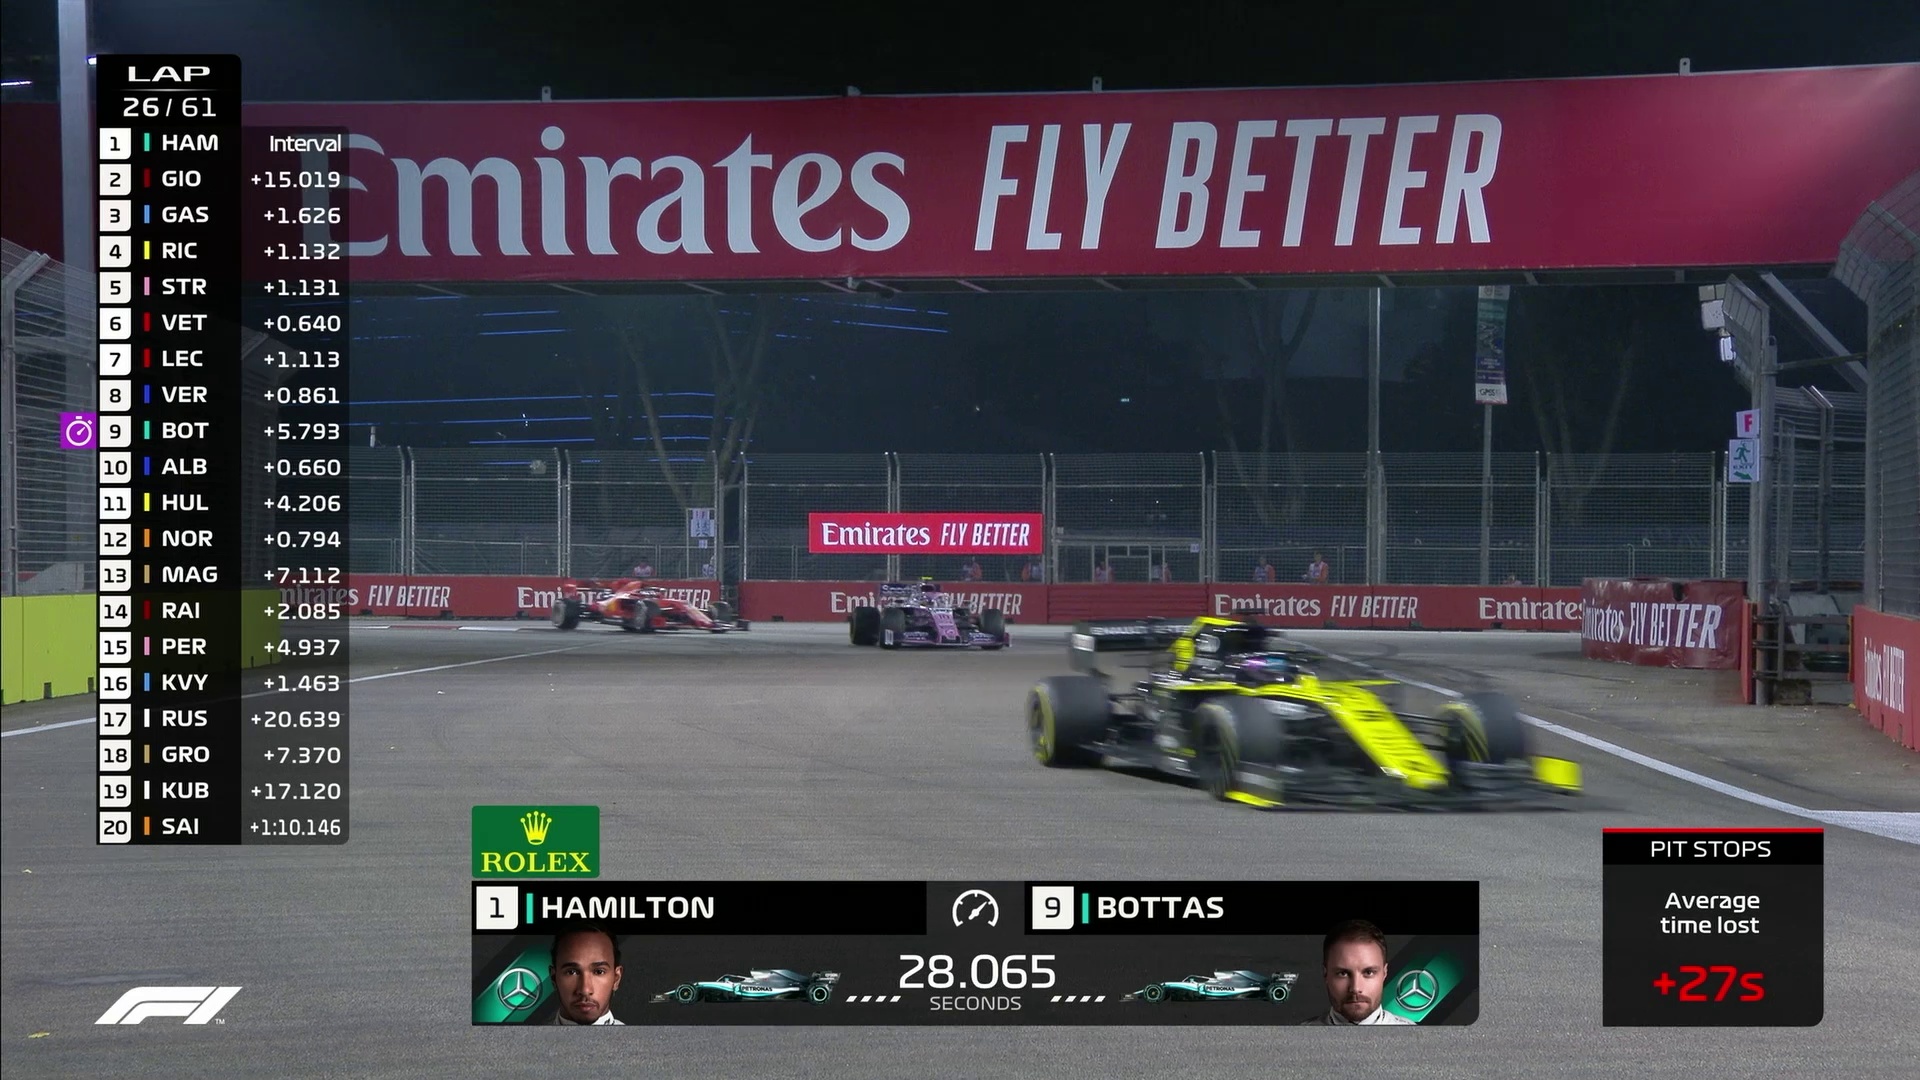 LAP
26 / 61
1 HAM Interval
2 GIO +15.019
3 GAS +1.626
4 RIC +1.132
5 STR +1.131
6 VET +0.640
7 LEC +1.113
8 VER +0.861
9 BOT +5.793
10 ALB +0.660
11 HUL +4.206
12 NOR +0.794
13 MAG +7.112
14 RAI +2.085
15 PER +4.937
16 KVY +1.463
17 RUS +20.639
18 GRO +7.370
19 KUB +17.120
20 SAI +1:10.146
Emirates FLY BETTER
EXIT
Emirates FLY BETTER
FLY BETTER
Emirates FLY BETTER
Emirates
Emirates FLY BETTER
ROLEX
1 HAMILTON
9 BOTTAS
PETRONAS
28.065
SECONDS
PETRONAS
PIT STOPS
Average
time lost
+27s
F1
TM